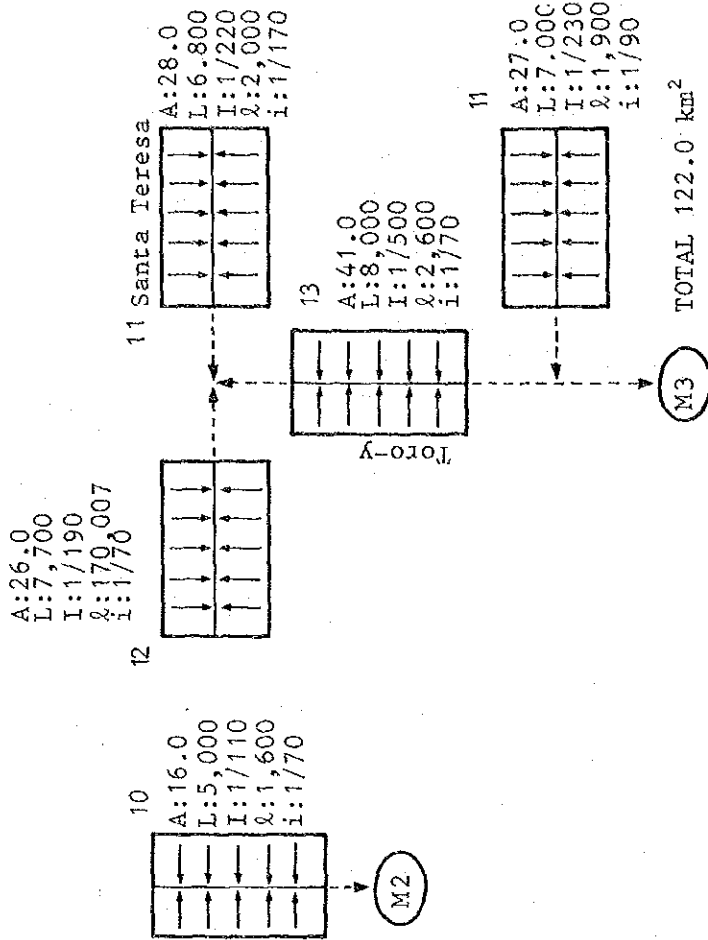 10
A:16.0
L:5,000
I:1/110
ℓ:1,600
i:1/70
M2
A:26.0
L:7,700
I:1/190
ℓ:170,007
i:1/70
12
11 Santa Teresa
A:28.0
L:6.800
I:1/220
ℓ:2,000
i:1/170
13
A:41.0
L:8,000
I:1/500
ℓ:2,600
i:1/70
Toro-y
11
A:27.0
L:7.00C
I:1/230
ℓ:1,900
i:1/90
M3
TOTAL 122.0 km²